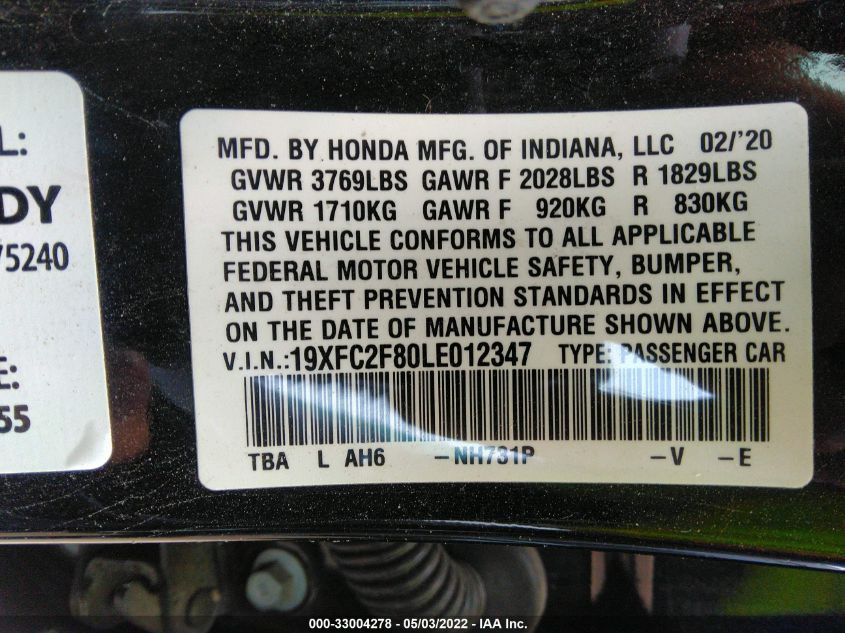 L:
DY
75240
E:
55
MFD. BY HONDA MFG. OF INDIANA, LLC 02/'20
GVWR 3769LBS GAWR F 2028LBS R 1829LBS
GVWR 1710KG GAWR F 920KG R 830KG
THIS VEHICLE CONFORMS TO ALL APPLICABLE
FEDERAL MOTOR VEHICLE SAFETY, BUMPER,
AND THEFT PREVENTION STANDARDS IN EFFECT
ON THE DATE OF MANUFACTURE SHOWN ABOVE.
V.I.N.:19XFC2F80LE012347 TYPE: PASSENGER CAR
TBA L AH6 -NH731P -V -E
000-33004278 - 05/03/2022 - IAA Inc.